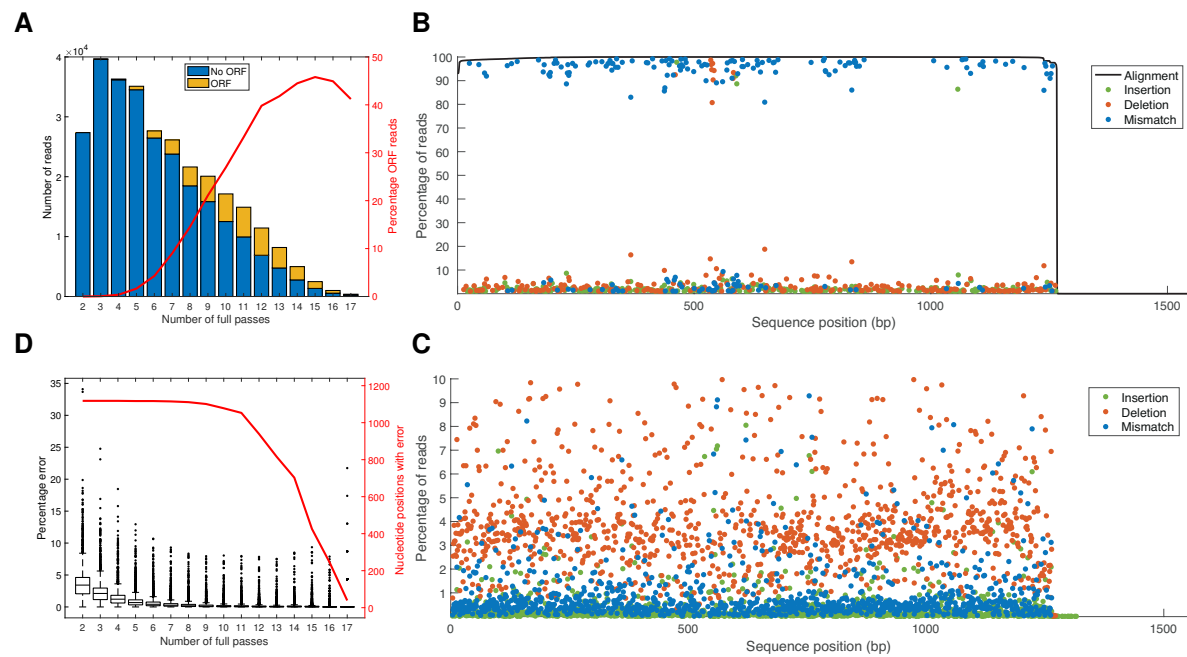 A
×10⁴
4
3
2
1
0
Number of reads
No ORF
ORF
50
40
30
20
10
0
Percentage ORF reads
2 3 4 5 6 7 8 9 10 11 12 13 14 15 16 17
Number of full passes
B
100
90
80
70
60
50
40
30
20
10
Percentage of reads
0 500 1000 1500
Sequence position (bp)
Alignment
Insertion
Deletion
Mismatch
D
35
30
25
20
15
10
5
0
Percentage error
1200
1000
800
600
400
200
0
Nucleotide positions with error
2 3 4 5 6 7 8 9 10 11 12 13 14 15 16 17
Number of full passes
C
10
9
8
7
6
5
4
3
2
1
Percentage of reads
0 500 1000 1500
Sequence position (bp)
Insertion
Deletion
Mismatch